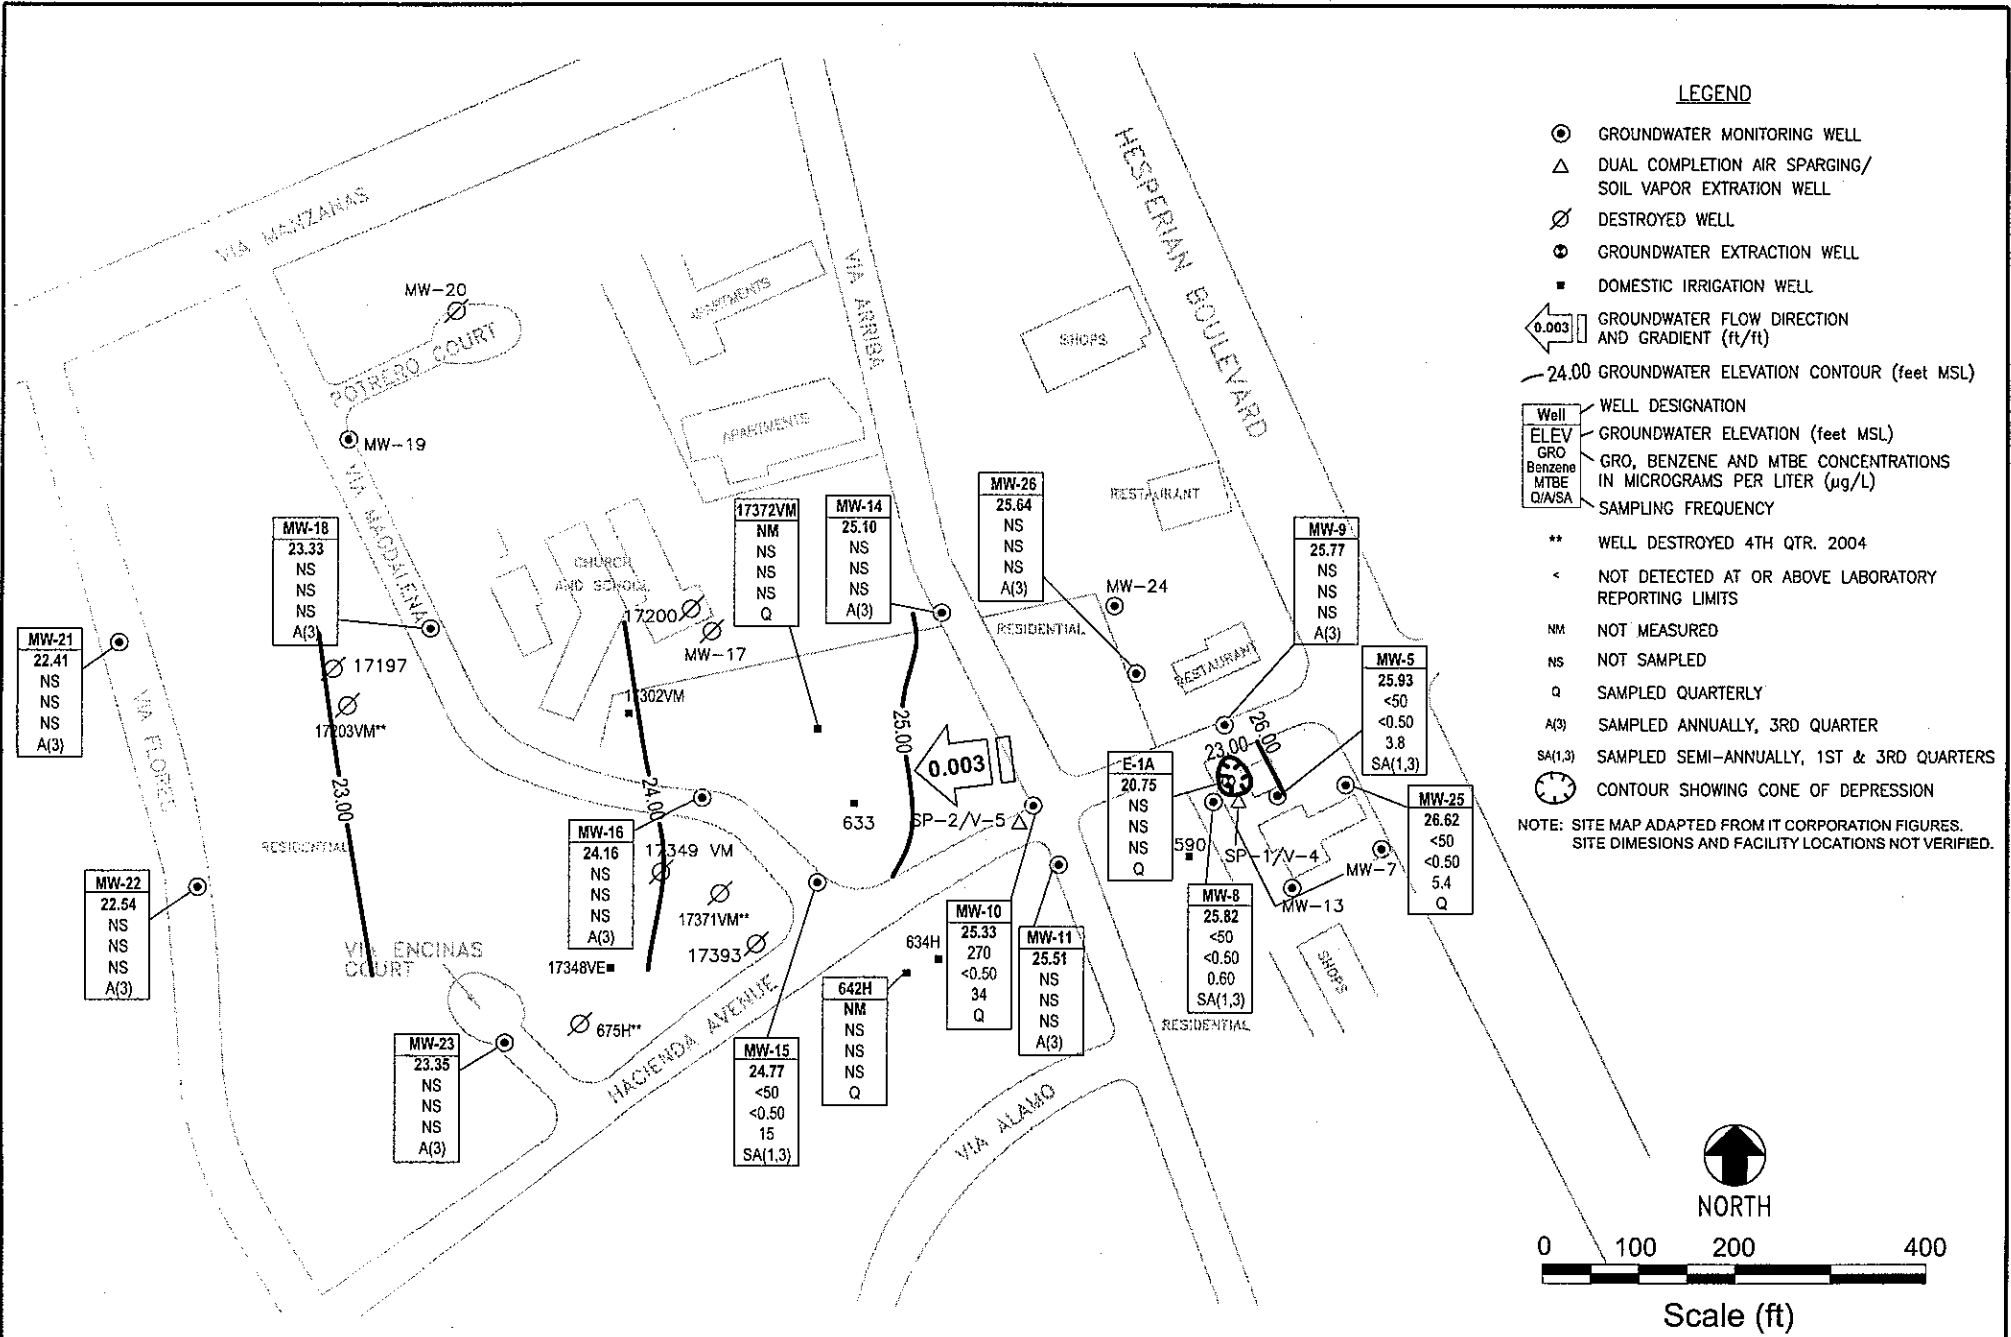 LEGEND
GROUNDWATER MONITORING WELL
DUAL COMPLETION AIR SPARGING/
SOIL VAPOR EXTRATION WELL
DESTROYED WELL
GROUNDWATER EXTRACTION WELL
DOMESTIC IRRIGATION WELL
0.003
GROUNDWATER FLOW DIRECTION
AND GRADIENT (ft/ft)
24.00 GROUNDWATER ELEVATION CONTOUR (feet MSL)
Well
ELEV
GRO
Benzene
MTBE
Q/A/SA
WELL DESIGNATION
GROUNDWATER ELEVATION (feet MSL)
GRO, BENZENE AND MTBE CONCENTRATIONS
IN MICROGRAMS PER LITER (µg/L)
SAMPLING FREQUENCY
** WELL DESTROYED 4TH QTR. 2004
< NOT DETECTED AT OR ABOVE LABORATORY
REPORTING LIMITS
NM NOT MEASURED
NS NOT SAMPLED
Q SAMPLED QUARTERLY
A(3) SAMPLED ANNUALLY, 3RD QUARTER
SA(1,3) SAMPLED SEMI-ANNUALLY, 1ST & 3RD QUARTERS
CONTOUR SHOWING CONE OF DEPRESSION
NOTE: SITE MAP ADAPTED FROM IT CORPORATION FIGURES.
SITE DIMESIONS AND FACILITY LOCATIONS NOT VERIFIED.
VIA MANZANAS
HESPERIAN BOULEVARD
VIA ARRIBA
MW-20
POTRERO COURT
APARTMENTS
SHOPS
MW-19
VIA MAGDALENA
APARTMENTS
RESTAURANT
MW-18
23.33
NS
NS
NS
A(3)
17372VM
NM
NS
NS
NS
Q
MW-14
25.10
NS
NS
NS
A(3)
MW-26
25.64
NS
NS
NS
A(3)
MW-9
25.77
NS
NS
NS
A(3)
CHURCH
AND SCHOOL
17200
MW-17
MW-24
RESIDENTIAL
RESTAURANT
MW-21
22.41
NS
NS
NS
A(3)
17197
17203VM**
17302VM
MW-5
25.93
<50
<0.50
3.8
SA(1,3)
VIA FLORES
23.00
24.00
25.00
0.003
23.00
26.00
E-1A
20.75
NS
NS
NS
Q
MW-25
26.62
<50
<0.50
5.4
Q
633
SP-2/V-5
590
SP-1/V-4
MW-7
MW-13
RESIDENTIAL
MW-16
24.16
NS
NS
NS
A(3)
17349 VM
17371VM**
17393
17348VE
MW-22
22.54
NS
NS
NS
A(3)
VIA ENCINAS
COURT
MW-8
25.82
<50
<0.50
0.60
SA(1,3)
MW-10
25.33
270
<0.50
34
Q
MW-11
25.51
NS
NS
NS
A(3)
634H
642H
NM
NS
NS
NS
Q
SHOPS
RESIDENTIAL
675H**
HACIENDA AVENUE
MW-23
23.35
NS
NS
NS
A(3)
MW-15
24.77
<50
<0.50
15
SA(1,3)
VIA ALAMO
NORTH
0 100 200 400
Scale (ft)